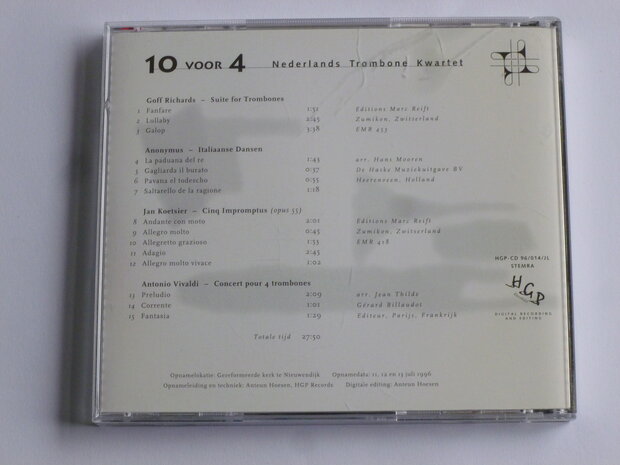 10 VOOR 4 Nederlands Trombone Kwartet
Goff Richards – Suite for Trombones
1 Fanfare 1:31 Editions Marc Reift
2 Lullaby 2:45 Zumikon, Zwitserland
3 Galop 3:38 EMR 453
Anonymus – Italiaanse Dansen
4 La paduana del re 1:43 arr. Hans Mooren
5 Gagliarda il burato 0:37 De Haske Muziekuitgave BV
6 Pavana el todescho 0:55 Heerenveen, Holland
7 Saltarello de la ragione 1:18
Jan Koetsier – Cinq Impromptus (opus 55)
8 Andante con moto 2:01 Editions Marc Reift
9 Allegro molto 0:45 Zumikon, Zwitserland
10 Allegretto grazioso 1:33 EMR 418
11 Adagio 2:45
12 Allegro molto vivace 1:02
Antonio Vivaldi – Concert pour 4 trombones
13 Preludio 2:09 arr. Jean Thilde
14 Corrente 1:01 Gérard Billaudot
15 Fantasia 1:29 Editeur, Parijs, Frankrijk
Totale tijd 27:50
HGP-CD 96/014/JL
STEMRA
HGP
DIGITAL RECORDING
AND EDITING
Opnamelokatie: Gereformeerde kerk te Nieuwendijk Opnamedata: 11, 12 en 13 juli 1996
Opnameleiding en techniek: Anteun Hoesen, HGP Records Digitale editing: Anteun Hoesen